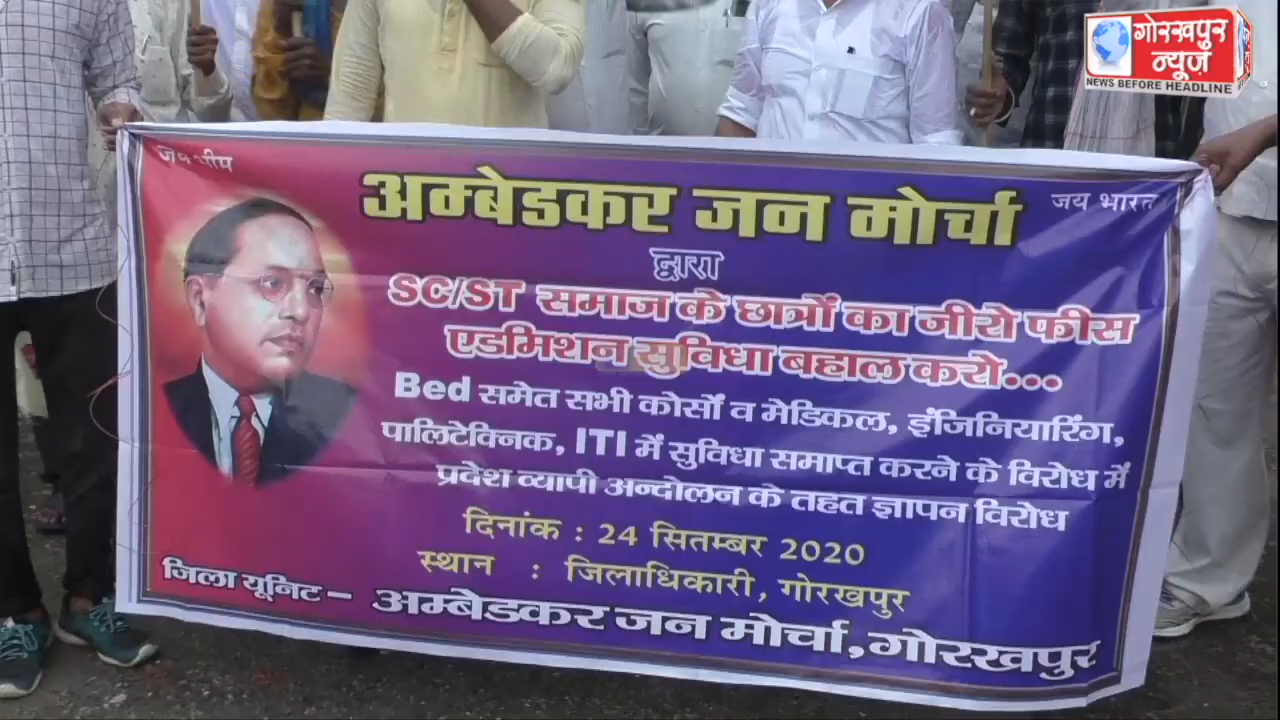 गोरखपुर
न्यूज़
NEWS BEFORE HEADLINE
जय भीम
जय भारत
अम्बेडकर जन मोर्चा
द्वारा
SC/ST समाज के छात्रों का जीरो फीस
एडमिशन सुविधा बहाल करो...
Bed समेत सभी कोर्सों व मेडिकल, इंजिनियारिंग,
पालिटेक्निक, ITI में सुविधा समाप्त करने के विरोध में
प्रदेश व्यापी अन्दोलन के तहत ज्ञापन विरोध
दिनांक : 24 सितम्बर 2020
स्थान : जिलाधिकारी, गोरखपुर
जिला यूनिट – अम्बेडकर जन मोर्चा,गोरखपुर